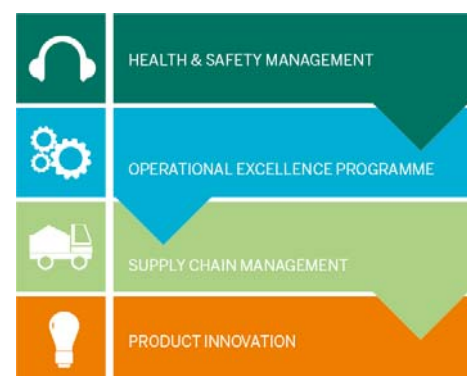 HEALTH & SAFETY MANAGEMENT
OPERATIONAL EXCELLENCE PROGRAMME
SUPPLY CHAIN MANAGEMENT
PRODUCT INNOVATION